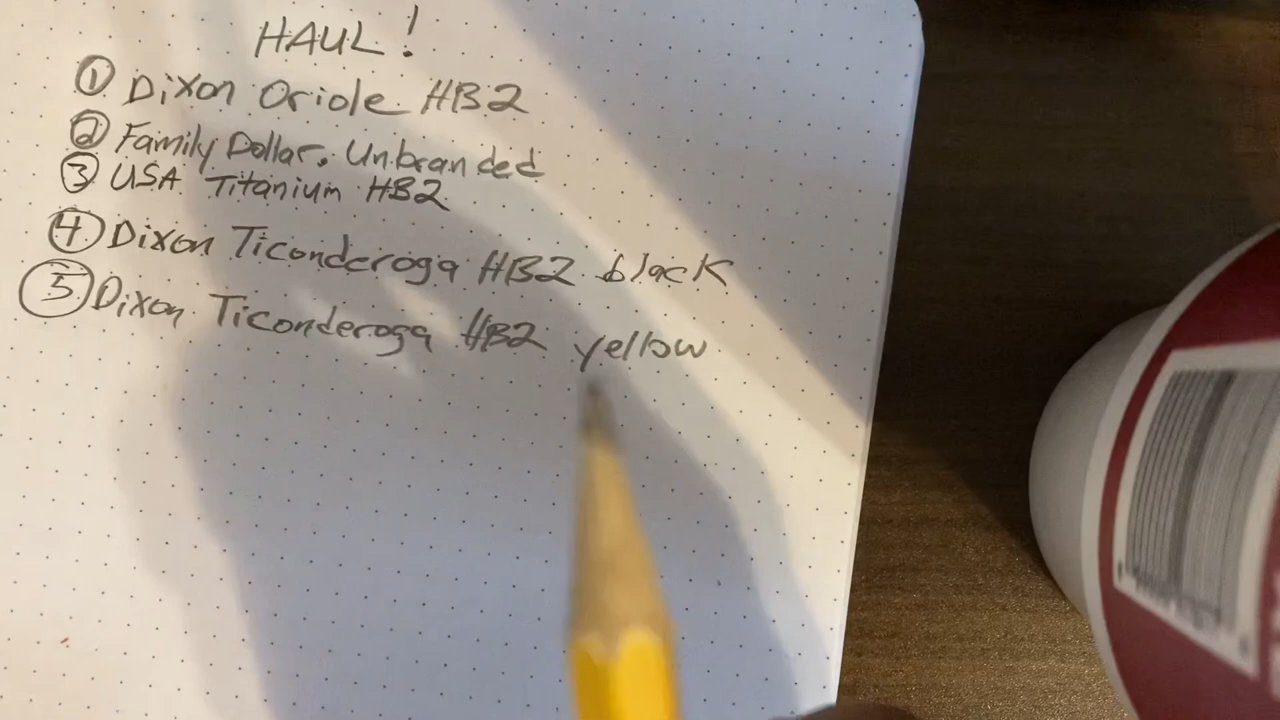 HAUL!
① Dixon Oriole HB2
② Family Dollar. Unbranded
③ USA Titanium HB2
④ Dixon Ticonderoga HB2 black
⑤ Dixon Ticonderoga HB2 yellow